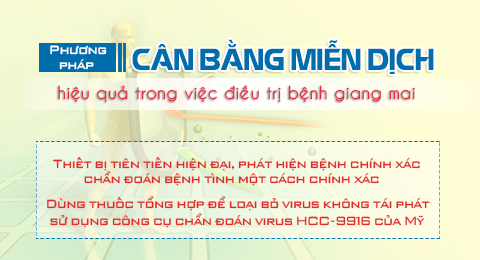 Phương pháp
CÂN BẰNG MIỄN DỊCH
hiệu quả trong việc điều trị bệnh giang mai
Thiết bị tiên tiến hiện đại, phát hiện bệnh chính xác
chẩn đoán bệnh tình một cách chính xác
Dùng thuốc tổng hợp để loại bỏ virus không tái phát
sử dụng công cụ chẩn đoán virus HCC-9916 của Mỹ